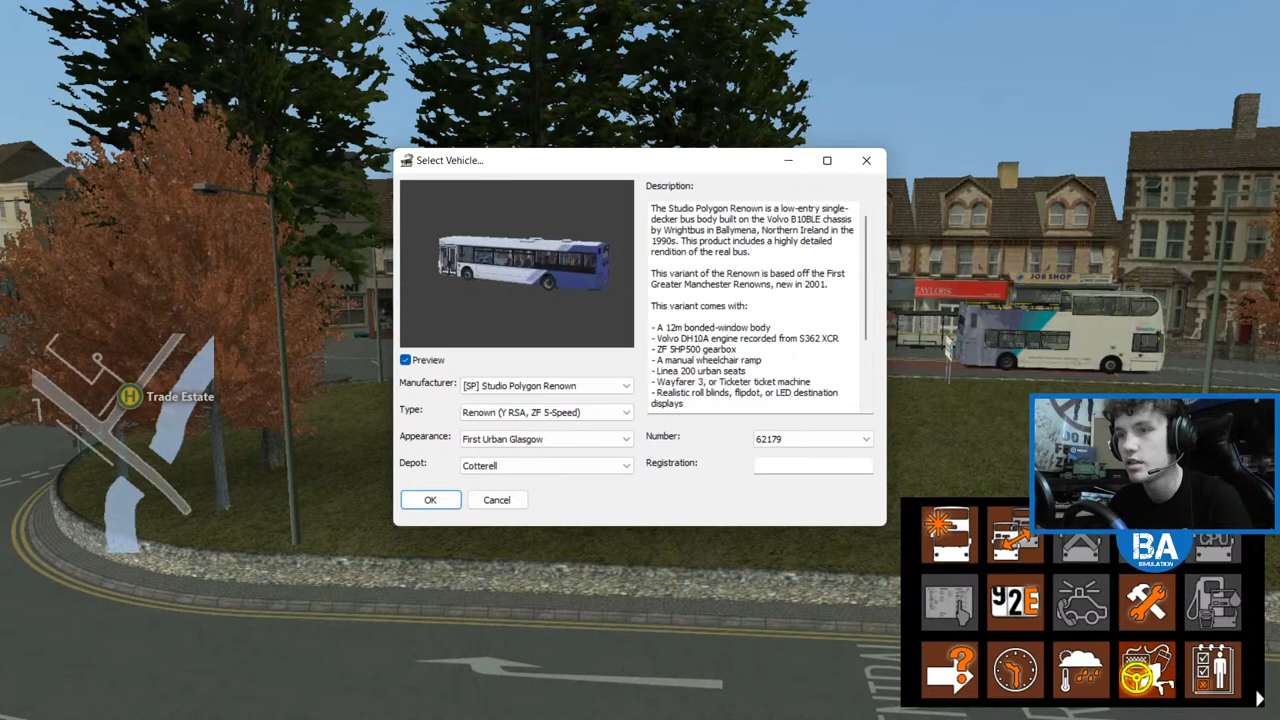 Select Vehicle...
Description:
The Studio Polygon Renown is a low-entry single-
decker bus body built on the Volvo B10BLE chassis
by Wrightbus in Ballymena, Northern Ireland in the
1990s. This product includes a highly detailed
rendition of the real bus.
This variant of the Renown is based off the First
Greater Manchester Renowns, new in 2001.
This variant comes with:
- A 12m bonded-window body
- Volvo DH10A engine recorded from S362 XCR
- ZF 5HP500 gearbox
- A manual wheelchair ramp
- Linea 200 urban seats
- Wayfarer 3, or Ticketer ticket machine
- Realistic roll blinds, flipdot, or LED destination
displays
Preview
Manufacturer: [SP] Studio Polygon Renown
Type: Renown (Y RSA, ZF 5-Speed)
Appearance: First Urban Glasgow
Number: 62179
Depot: Cotterell
Registration:
OK
Cancel
H Trade Estate
JOB SHOP
TAYLORS
BA
SIMULATION
CPU
92E
?